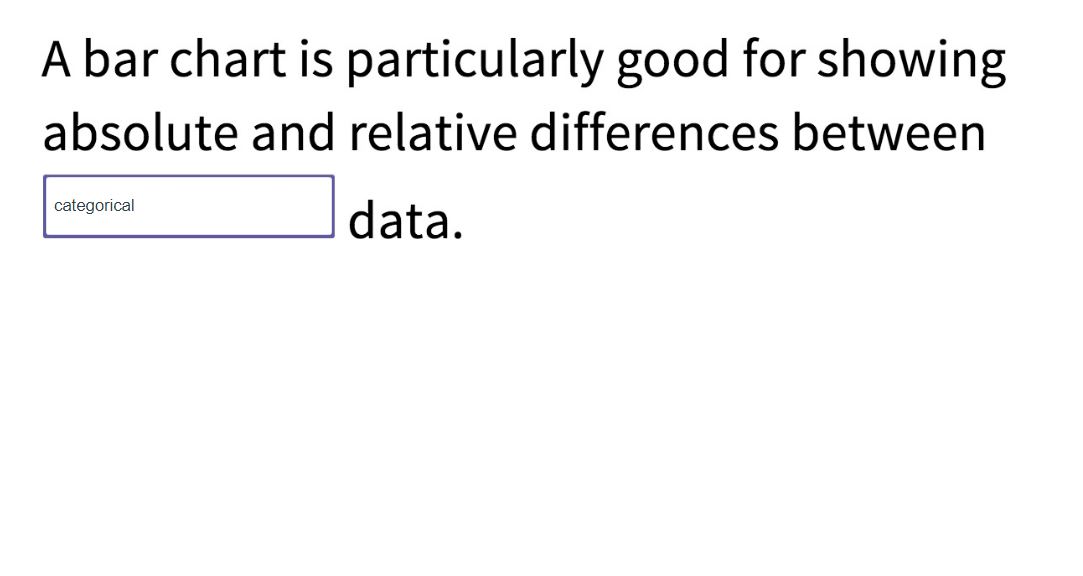 A bar chart is particularly good for showing
absolute and relative differences between
categorical data.